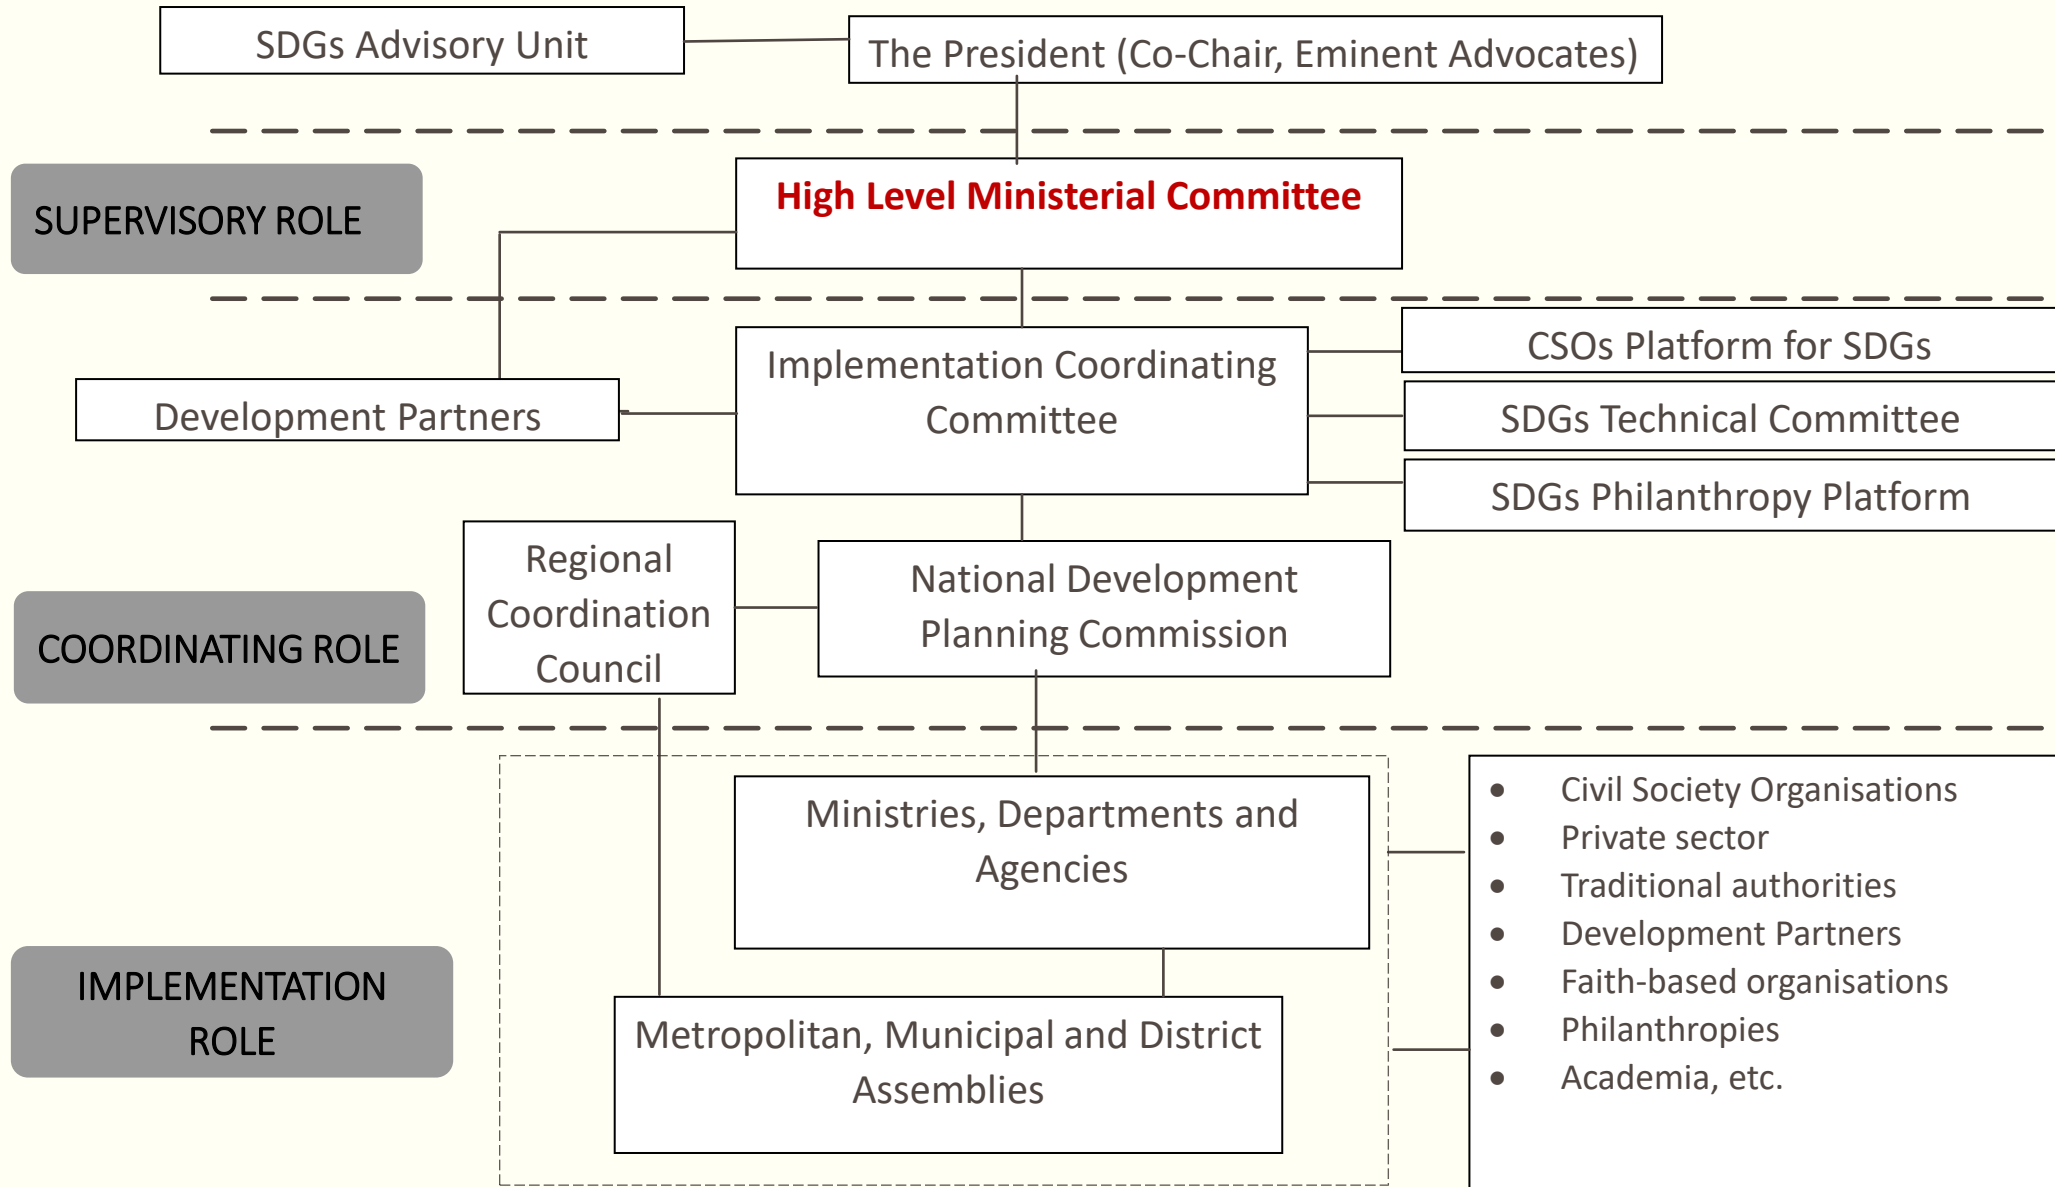 SDGs Advisory Unit
The President (Co-Chair, Eminent Advocates)
SUPERVISORY ROLE
High Level Ministerial Committee
Development Partners
Implementation Coordinating
Committee
CSOs Platform for SDGs
SDGs Technical Committee
SDGs Philanthropy Platform
COORDINATING ROLE
Regional
Coordination
Council
National Development
Planning Commission
IMPLEMENTATION
ROLE
Ministries, Departments and
Agencies
Metropolitan, Municipal and District
Assemblies
• Civil Society Organisations
• Private sector
• Traditional authorities
• Development Partners
• Faith-based organisations
• Philanthropies
• Academia, etc.